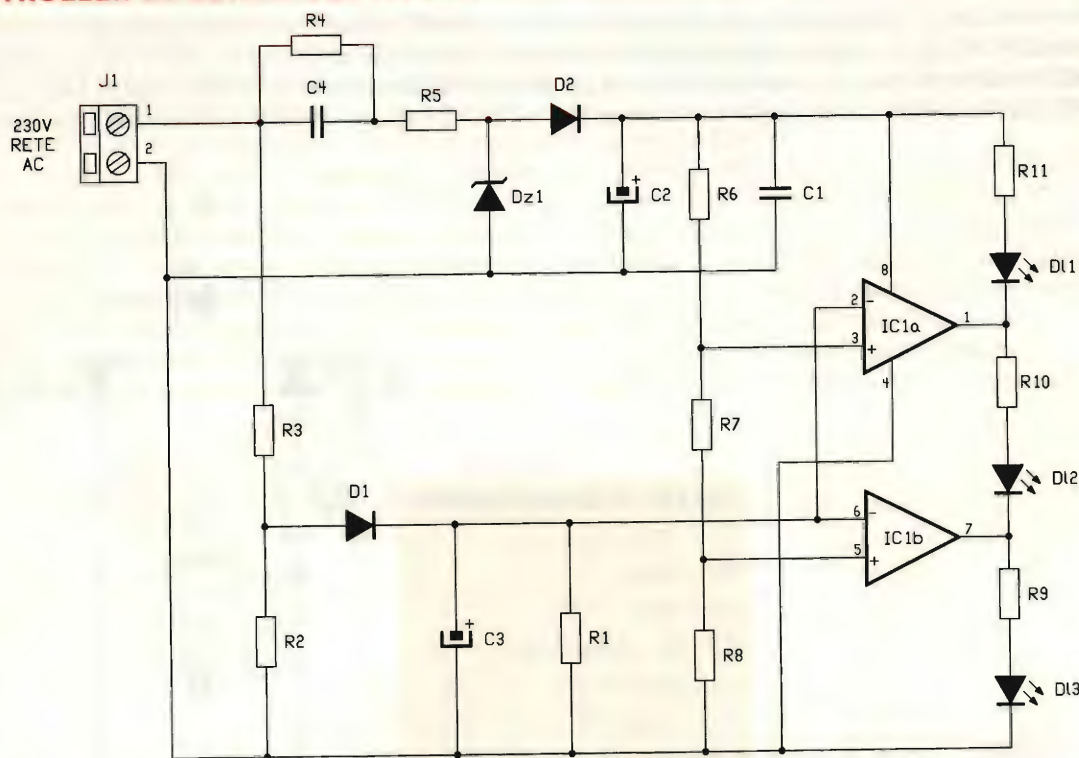 R4
J1
C4
R5
D2
1
230V
RETE
AC
2
Dz1
+
C2
R6
C1
R11
Dl1
8
2
-
IC1a
1
3
+
4
R10
R3
R7
D1
Dl2
6
-
IC1b
7
5
+
R9
R2
+
C3
R1
R8
Dl3